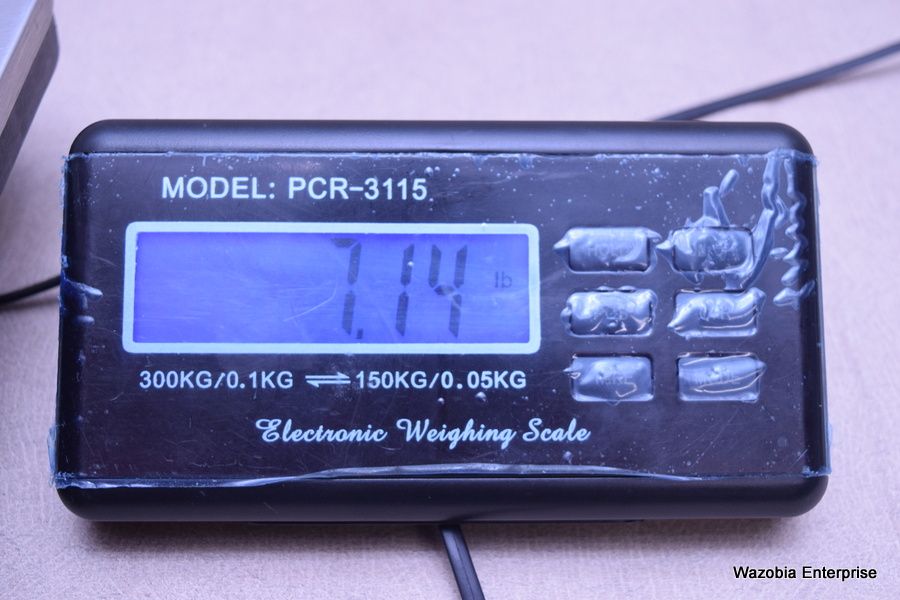 MODEL: PCR-3115
7.14 lb
300KG/0.1KG ⇌ 150KG/0.05KG
Electronic Weighing Scale
Wazobia Enterprise